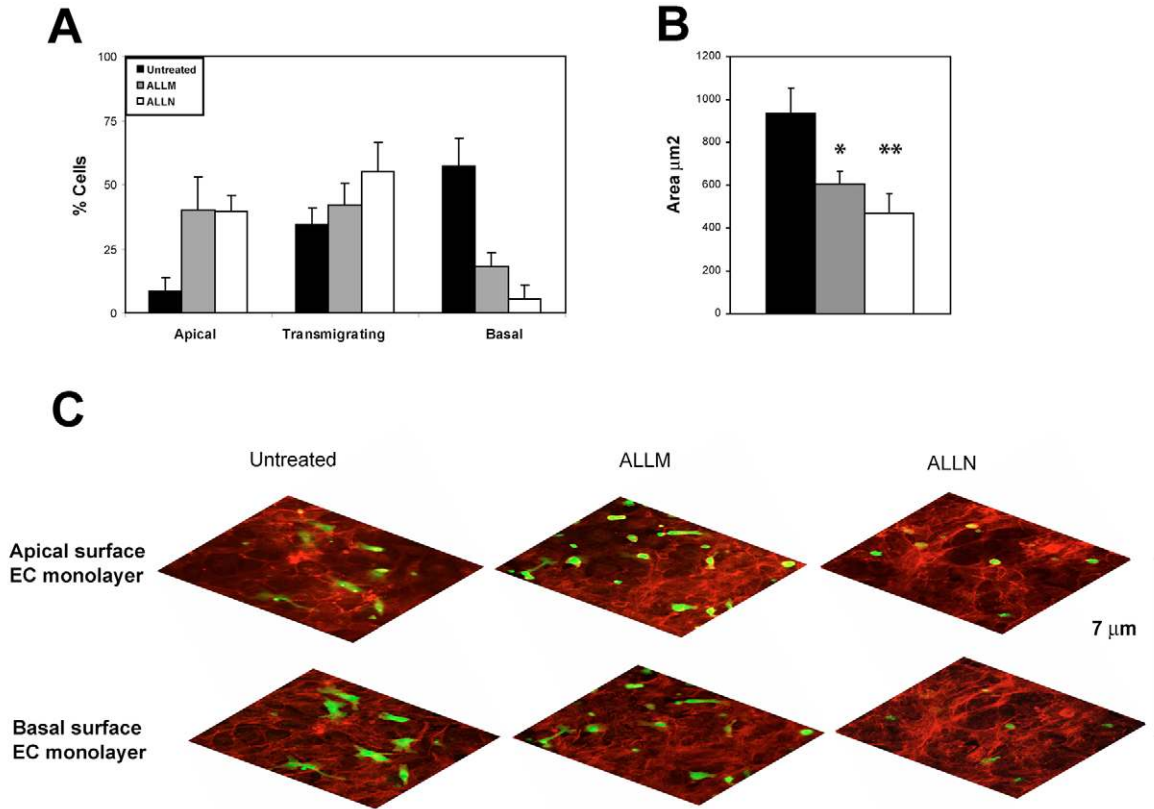 A
100
75
50
25
0
% Cells
Untreated
ALLM
ALLN
Apical Transmigrating Basal
B
1200
1000
800
600
400
200
0
Area μm2
* **
C
Untreated ALLM ALLN
Apical surface
EC monolayer
7 μm
Basal surface
EC monolayer